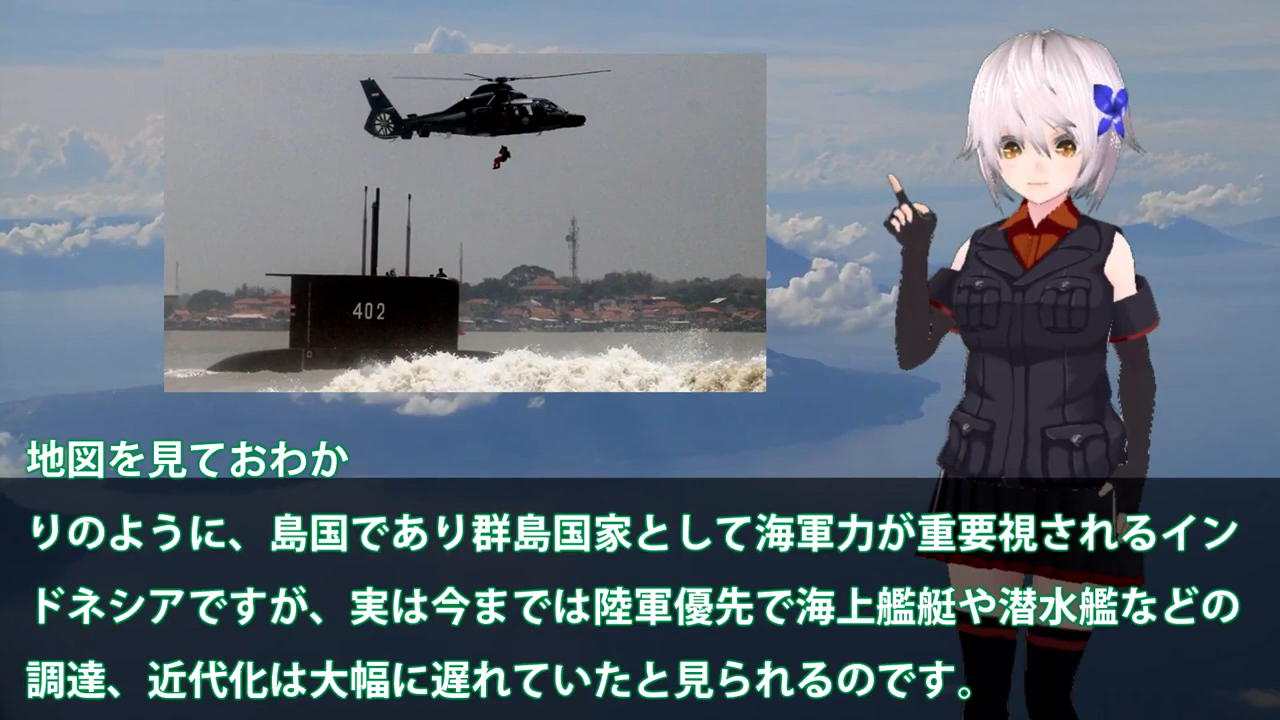 402
地図を見ておわか
りのように、島国であり群島国家として海軍力が重要視されるイン
ドネシアですが、実は今までは陸軍優先で海上艦艇や潜水艦などの
調達、近代化は大幅に遅れていたと見られるのです。